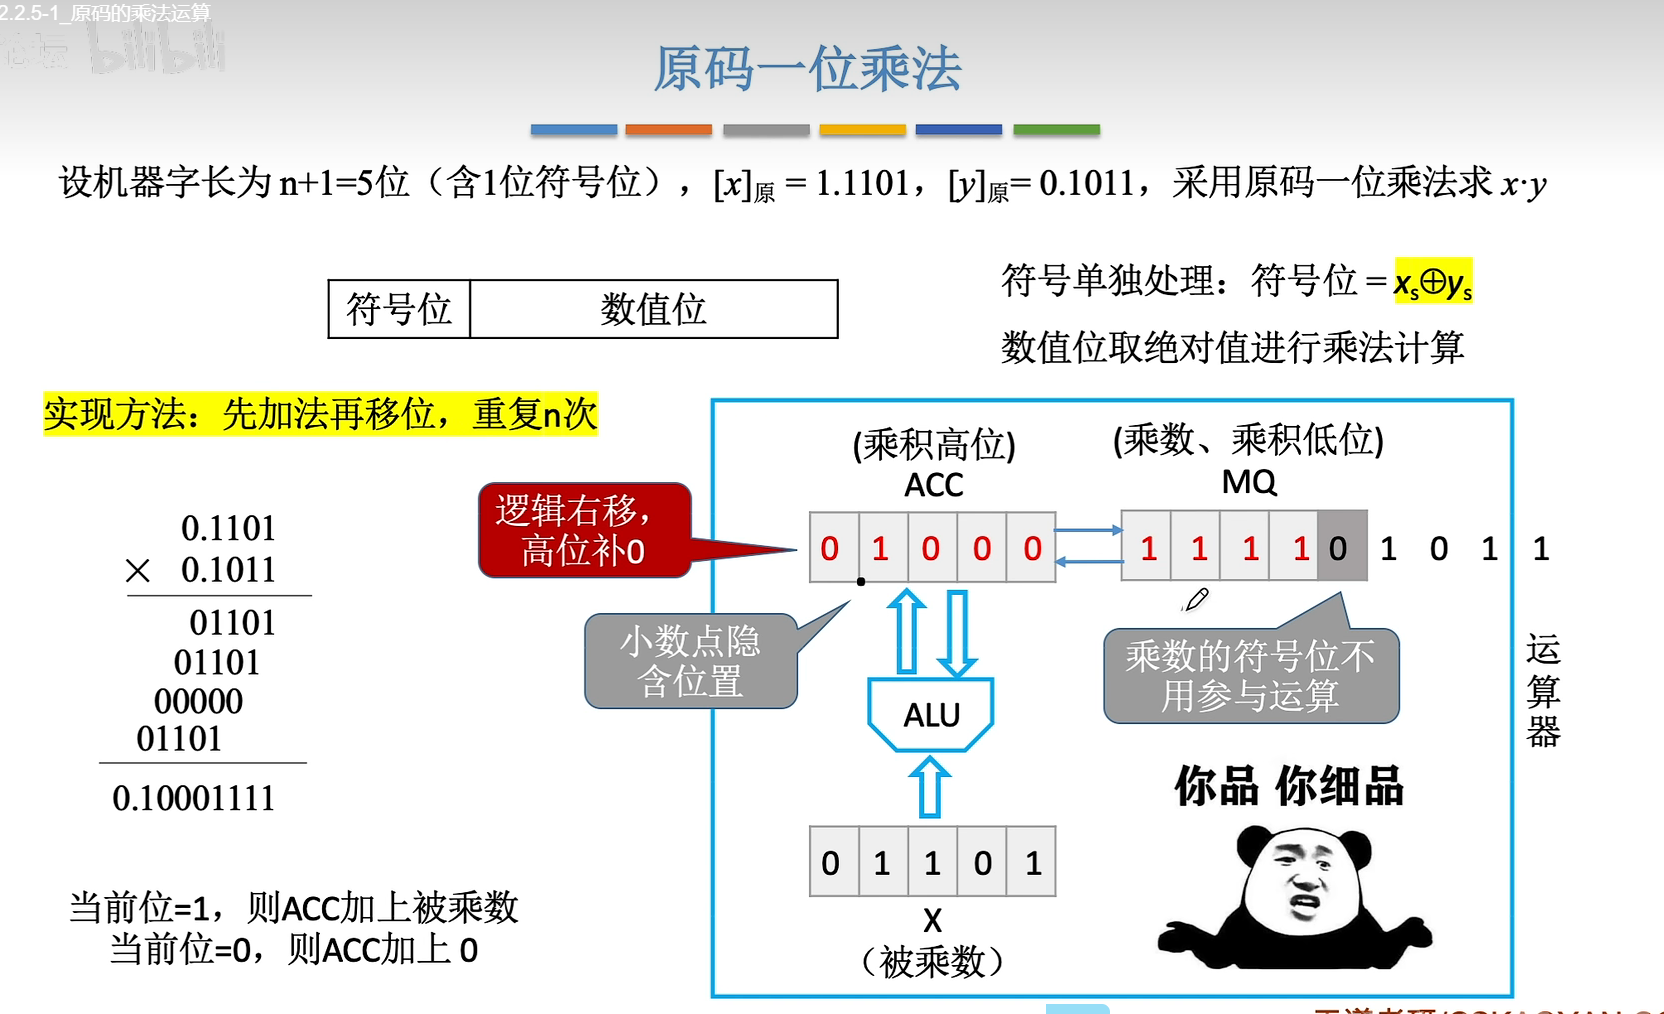 2.2.5-1_原码的乘法运算
bilibili
原码一位乘法
设机器字长为 n+1=5位（含1位符号位），[x]原 = 1.1101，[y]原= 0.1011，采用原码一位乘法求 x·y
符号位 数值位
符号单独处理：符号位 = xs⊕ys
数值位取绝对值进行乘法计算
实现方法：先加法再移位，重复n次
0.1101
× 0.1011
01101
01101
00000
01101
0.10001111
当前位=1，则ACC加上被乘数
当前位=0，则ACC加上 0
(乘积高位)
ACC
(乘数、乘积低位)
MQ
逻辑右移，
高位补0
0 1 0 0 0
1 1 1 1 0 1 0 1 1
小数点隐
含位置
乘数的符号位不
用参与运算
运算器
ALU
0 1 1 0 1
X
（被乘数）
你品 你细品